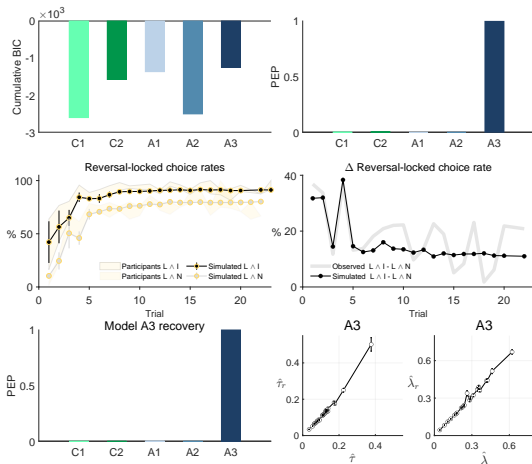 ×10³
0
-1
-2
-3
Cumulative BIC
C1 C2 A1 A2 A3
1
0.5
0
PEP
C1 C2 A1 A2 A3
Reversal-locked choice rates
100
50
0
%
Participants L ∧ I
Participants L ∧ N
Simulated L ∧ I
Simulated L ∧ N
0 5 10 15 20
Trial
Δ Reversal-locked choice rate
40
20
0
%
Observed L ∧ I - L ∧ N
Simulated L ∧ I - L ∧ N
0 5 10 15 20
Trial
Model A3 recovery
1
0.5
0
PEP
C1 C2 A1 A2 A3
A3
0.4
0.2
0
τ̂ᵣ
0 0.2 0.4
τ̂
A3
0.6
0.3
0
λ̂ᵣ
0 0.3 0.6
λ̂